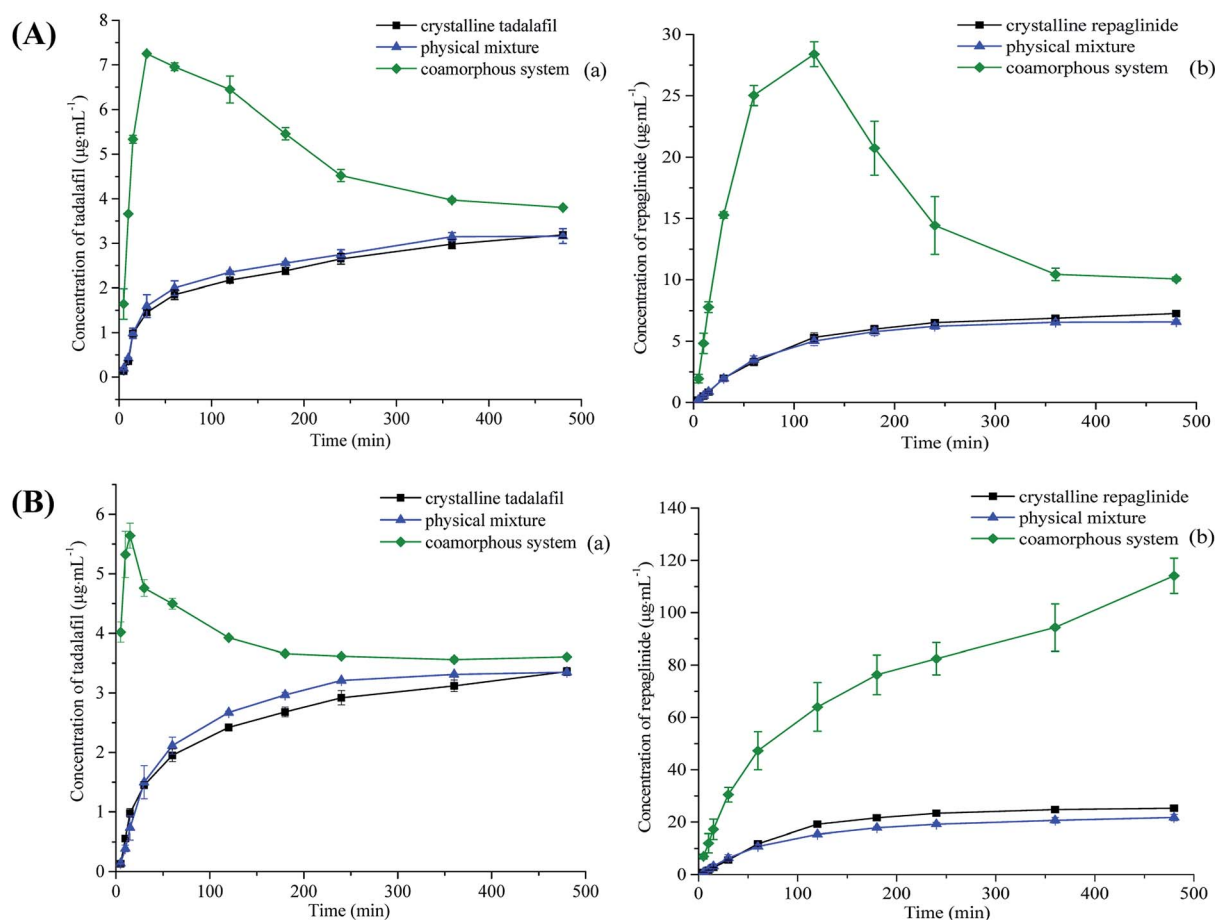 (A)
crystalline tadalafil
physical mixture
coamorphous system
(a)
Concentration of tadalafil (μg·mL⁻¹)
8
7
6
5
4
3
2
1
0
0 100 200 300 400 500
Time (min)
crystalline repaglinide
physical mixture
coamorphous system
(b)
Concentration of repaglinide (μg·mL⁻¹)
30
25
20
15
10
5
0
0 100 200 300 400 500
Time (min)
(B)
crystalline tadalafil
physical mixture
coamorphous system
(a)
Concentration of tadalafil (μg·mL⁻¹)
6
5
4
3
2
1
0
0 100 200 300 400 500
Time (min)
crystalline repaglinide
physical mixture
coamorphous system
(b)
Concentration of repaglinide (μg·mL⁻¹)
140
120
100
80
60
40
20
0
0 100 200 300 400 500
Time (min)